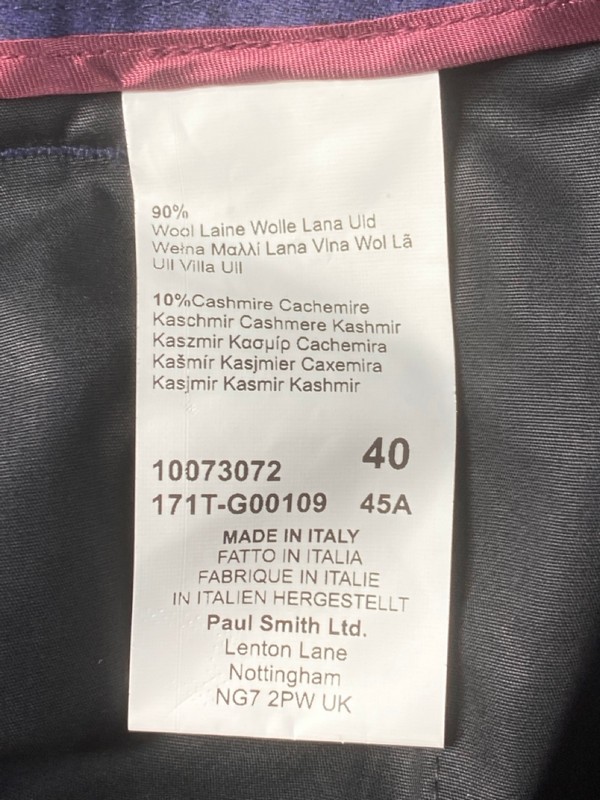 90%
Wool Laine Wolle Lana Uld
Wełna Μαλλί Lana Vlna Wol Lã
Ull Villa Ull
10%Cashmire Cachemire
Kaschmir Cashmere Kashmir
Kaszmir Κασμίρ Cachemira
Kašmír Kasjmier Caxemira
Kasjmir Kasmir Kashmir
40
10073072
171T-G00109 45A
MADE IN ITALY
FATTO IN ITALIA
FABRIQUE IN ITALIE
IN ITALIEN HERGESTELLT
Paul Smith Ltd.
Lenton Lane
Nottingham
NG7 2PW UK